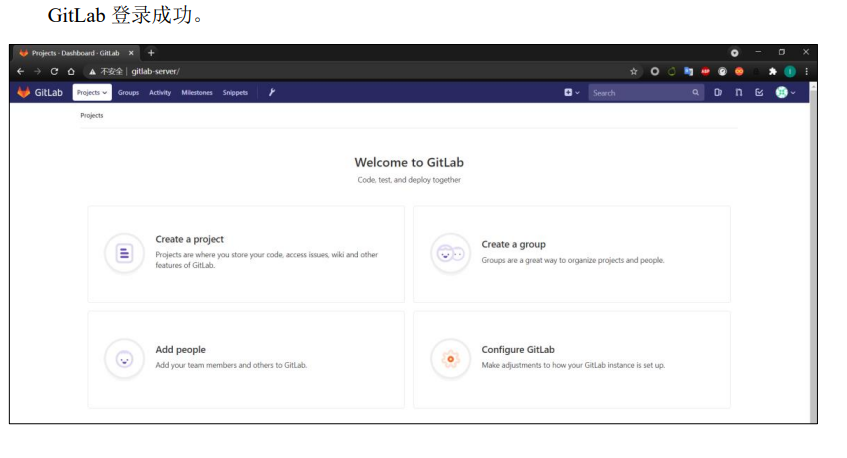 GitLab 登录成功。
Projects · Dashboard · GitLab
不安全 | gitlab-server/
GitLab Projects Groups Activity Milestones Snippets Search
Projects
Welcome to GitLab
Code, test, and deploy together
Create a project
Projects are where you store your code, access issues, wiki and other
features of GitLab.
Create a group
Groups are a great way to organize projects and people.
Add people
Add your team members and others to GitLab.
Configure GitLab
Make adjustments to how your GitLab instance is set up.